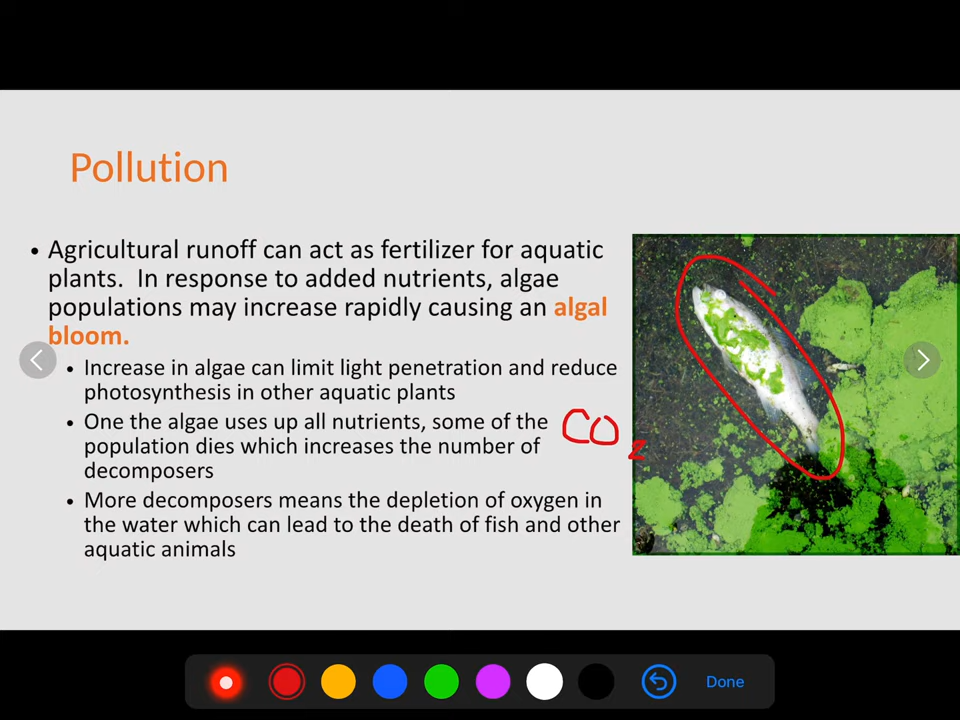 Pollution
• Agricultural runoff can act as fertilizer for aquatic
plants.  In response to added nutrients, algae
populations may increase rapidly causing an algal
bloom.
• Increase in algae can limit light penetration and reduce
photosynthesis in other aquatic plants
• One the algae uses up all nutrients, some of the
population dies which increases the number of
decomposers
CO2
• More decomposers means the depletion of oxygen in
the water which can lead to the death of fish and other
aquatic animals
Done